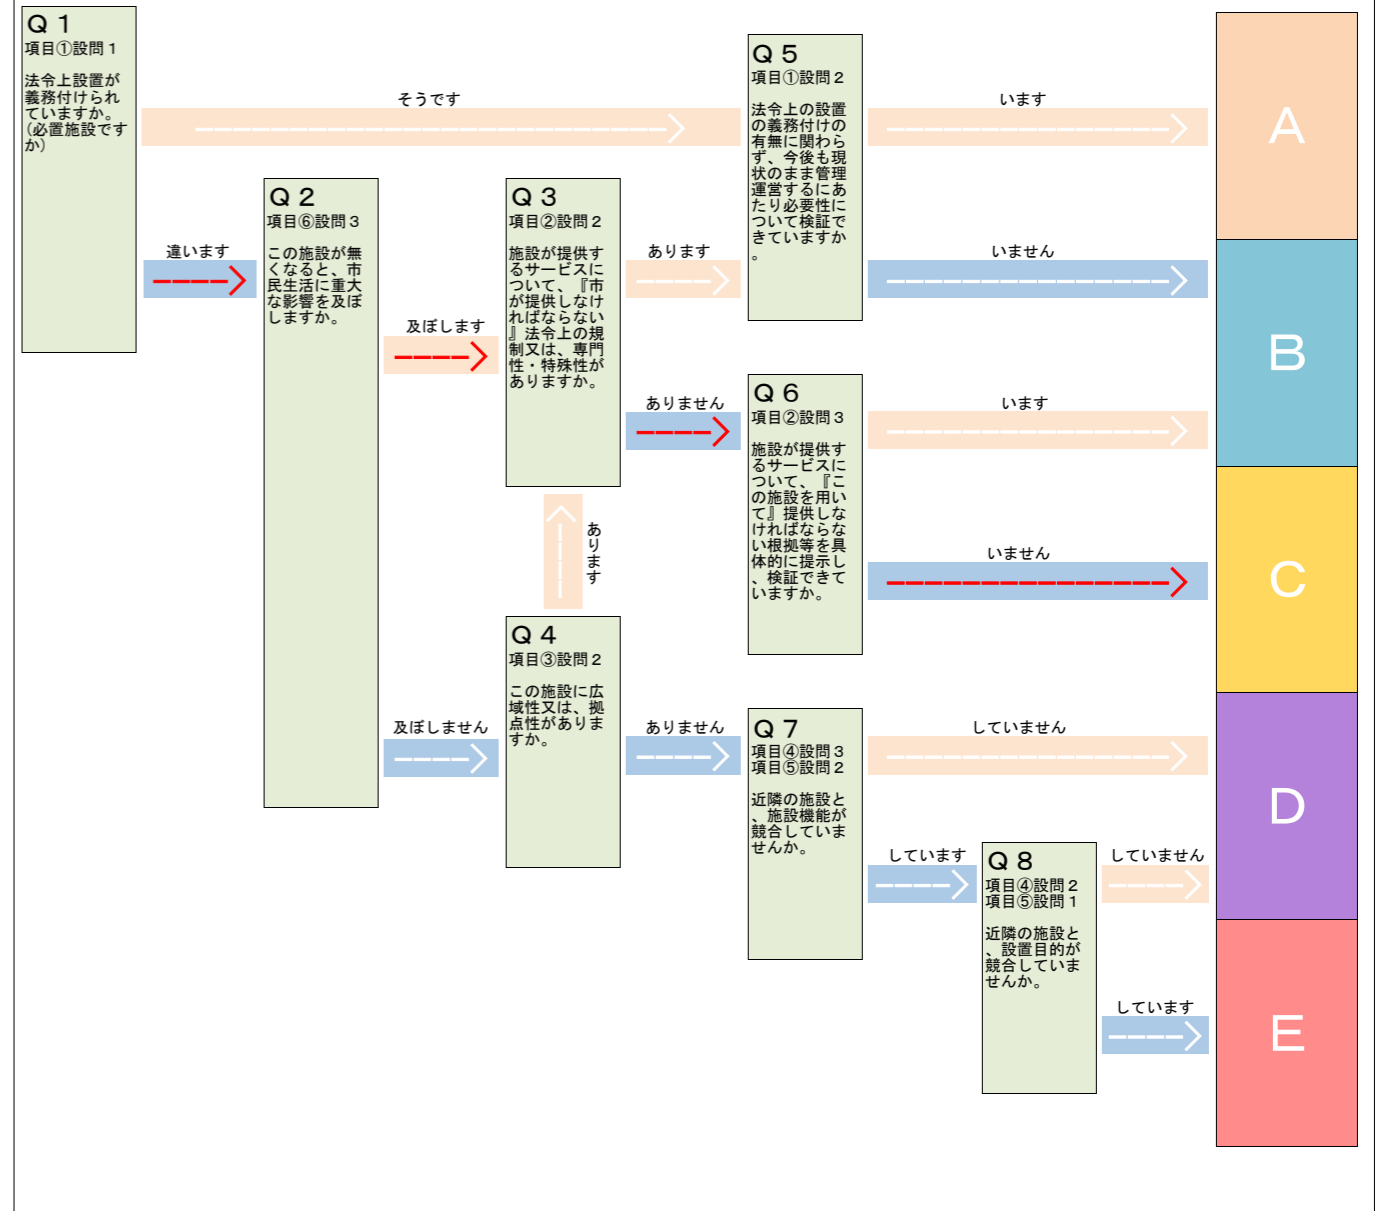 Ｑ１
項目①設問１
法令上設置が
義務付けられ
ていますか。
(必置施設です
か)
そうです
違います
Ｑ２
項目⑥設問３
この施設が無
くなると、市
民生活に重大
な影響を及ぼ
しますか。
及ぼします
及ぼしません
Ｑ３
項目②設問２
施設が提供す
るサービスに
ついて、『市
が提供しなけ
ればならない
』法令上の規
制又は、専門
性・特殊性が
ありますか。
あります
ありません
あります
Ｑ４
項目③設問２
この施設に広
域性又は、拠
点性がありま
すか。
ありません
Ｑ５
項目①設問２
法令上の設置
の義務付けの
有無に関わら
ず、今後も現
状のまま管理
運営するにあ
たり必要性に
ついて検証で
きていますか
。
います
いません
Ｑ６
項目②設問３
施設が提供す
るサービスに
ついて、『こ
の施設を用い
て』提供しな
ければならな
い根拠等を具
体的に提示し
、検証できて
いますか。
います
いません
Ｑ７
項目④設問３
項目⑤設問２
近隣の施設と
、施設機能が
競合していま
せんか。
していません
しています
Ｑ８
項目④設問２
項目⑤設問１
近隣の施設と
、設置目的が
競合していま
せんか。
していません
しています
Ａ
Ｂ
Ｃ
Ｄ
Ｅ